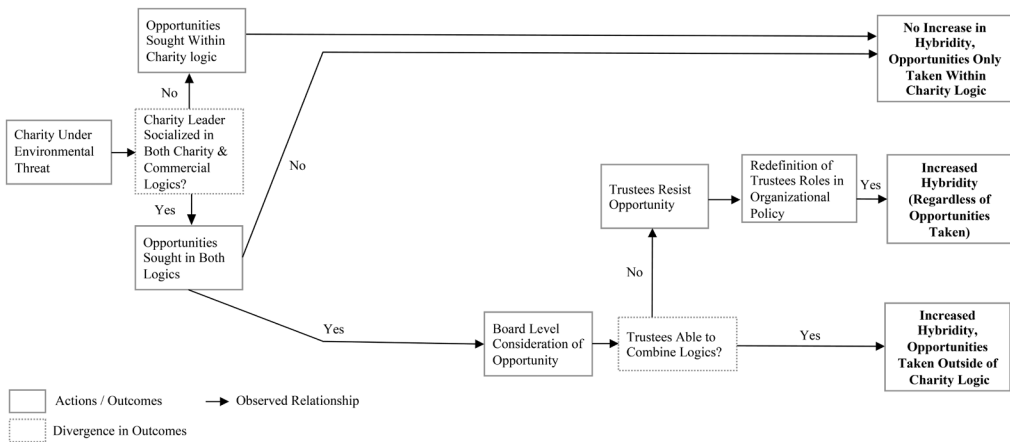 Opportunities
Sought Within
Charity logic
No Increase in
Hybridity,
Opportunities Only
Taken Within
Charity Logic
No
Charity Under
Environmental
Threat
Charity Leader
Socialized in
Both Charity &
Commercial
Logics?
No
Yes
Opportunities
Sought in Both
Logics
Trustees Resist
Opportunity
Redefinition of
Trustees Roles in
Organizational
Policy
Yes
Increased
Hybridity
(Regardless of
Opportunities
Taken)
No
Yes
Board Level
Consideration of
Opportunity
Trustees Able to
Combine Logics?
Yes
Increased
Hybridity,
Opportunities
Taken Outside of
Charity Logic
Actions / Outcomes
Observed Relationship
Divergence in Outcomes